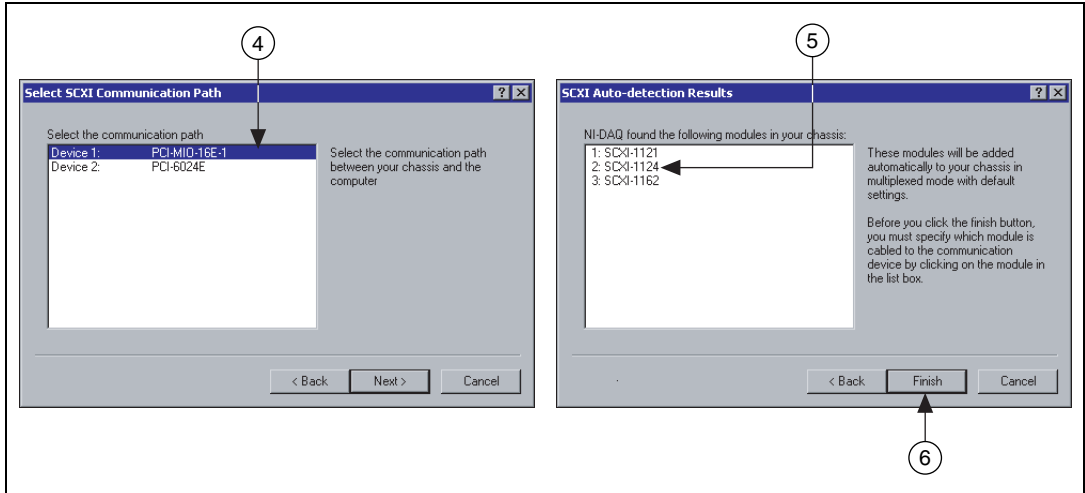 4
Select SCXI Communication Path
Select the communication path
Device 1: PCI-MIO-16E-1
Device 2: PCI-6024E
Select the communication path
between your chassis and the
computer
< Back
Next >
Cancel
5
SCXI Auto-detection Results
NI-DAQ found the following modules in your chassis:
1: SCXI-1121
2: SCXI-1124
3: SCXI-1162
These modules will be added
automatically to your chassis in
multiplexed mode with default
settings.
Before you click the finish button,
you must specify which module is
cabled to the communication
device by clicking on the module in
the list box.
< Back
Finish
Cancel
6